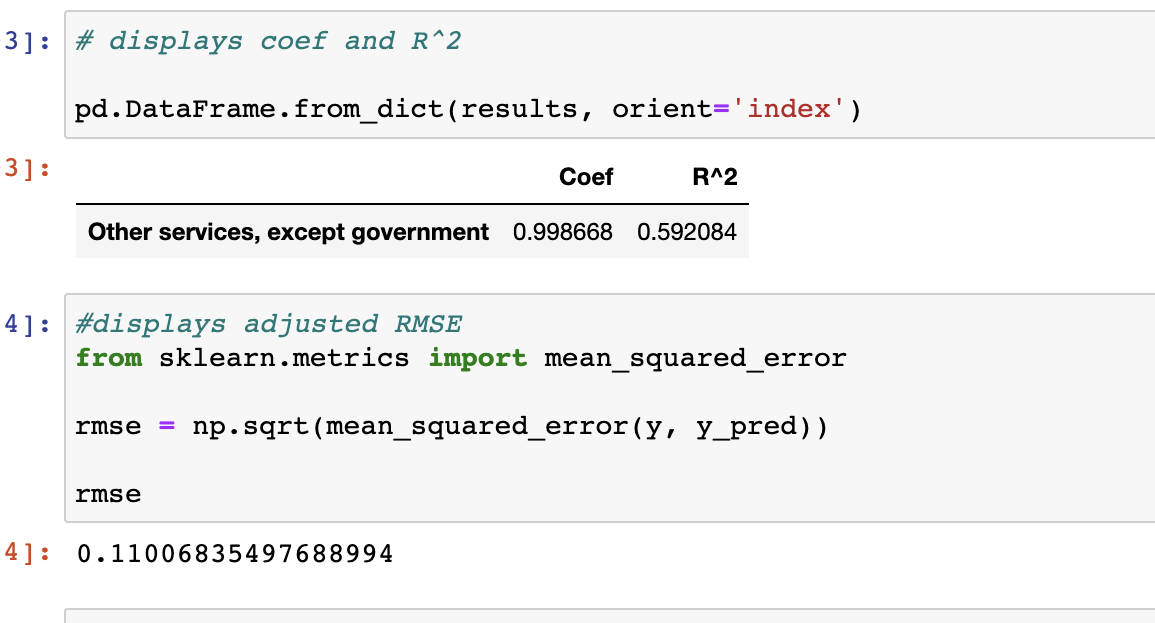 3]:
# displays coef and R^2
pd.DataFrame.from_dict(results, orient='index')
3]:
Coef R^2
Other services, except government 0.998668 0.592084
4]:
#displays adjusted RMSE
from sklearn.metrics import mean_squared_error
rmse = np.sqrt(mean_squared_error(y, y_pred))
rmse
4]:
0.11006835497688994